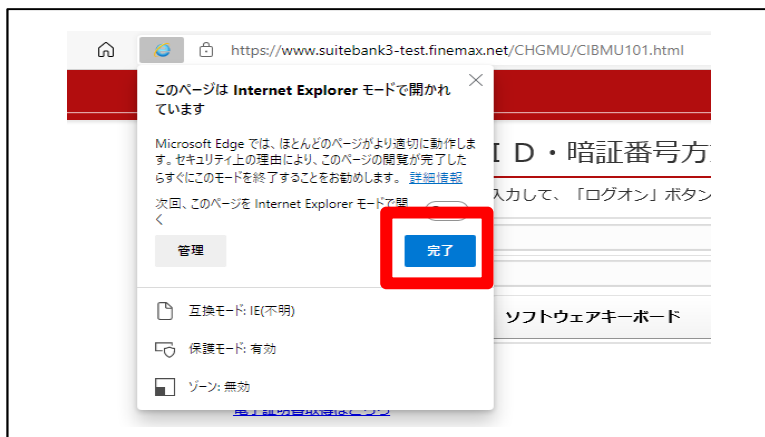 https://www.suitebank3-test.finemax.net/CHGMU/CIBMU101.html
このページは Internet Explorer モードで開かれ
ています
Microsoft Edge では、ほとんどのページがより適切に動作しま
す。セキュリティ上の理由により、このページの閲覧が完了した
らすぐにこのモードを終了することをお勧めします。 詳細情報
次回、このページを Internet Explorer モードで開
く
管理
完了
互換モード: IE(不明)
保護モード: 有効
ゾーン: 無効
ID・暗証番号方
入力して、「ログオン」ボタン
ソフトウェアキーボード